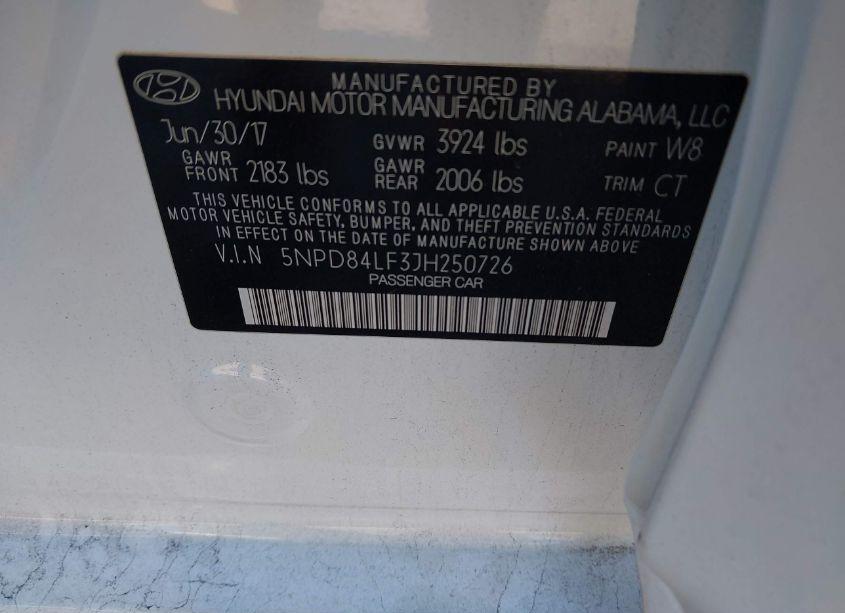 MANUFACTURED BY
HYUNDAI MOTOR MANUFACTURING ALABAMA, LLC
Jun/30/17 GVWR 3924 lbs PAINT W8
GAWR FRONT 2183 lbs GAWR REAR 2006 lbs TRIM CT
THIS VEHICLE CONFORMS TO ALL APPLICABLE U.S.A. FEDERAL
MOTOR VEHICLE SAFETY, BUMPER, AND THEFT PREVENTION STANDARDS
IN EFFECT ON THE DATE OF MANUFACTURE SHOWN ABOVE
V.I.N 5NPD84LF3JH250726
PASSENGER CAR